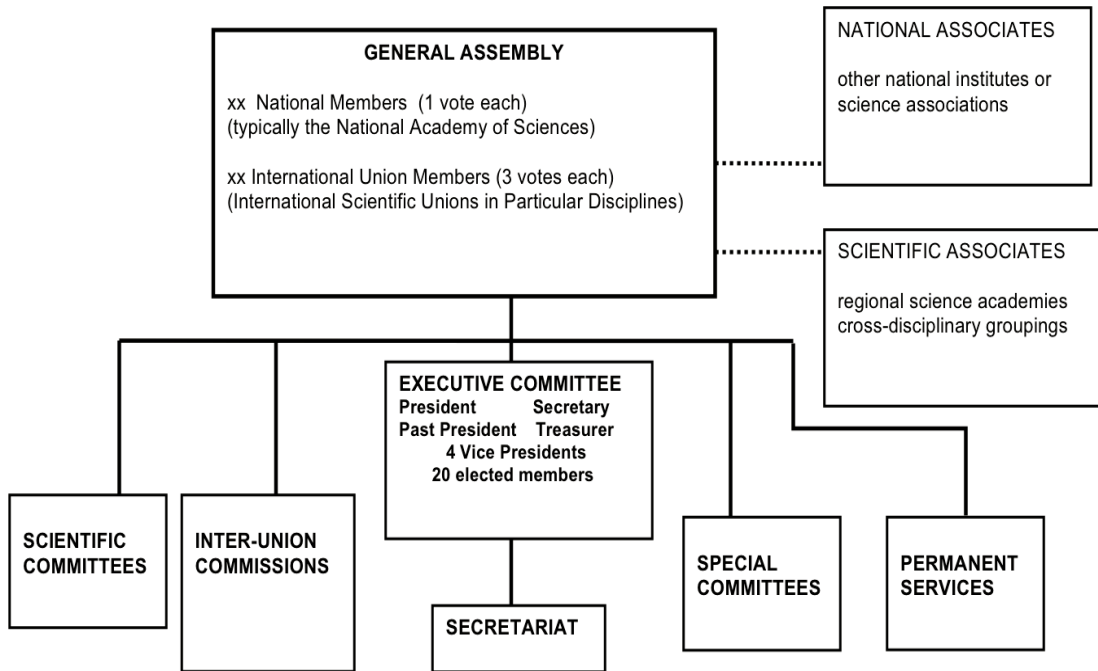 GENERAL ASSEMBLY
xx National Members (1 vote each)
(typically the National Academy of Sciences)
xx International Union Members (3 votes each)
(International Scientific Unions in Particular Disciplines)
NATIONAL ASSOCIATES
other national institutes or
science associations
SCIENTIFIC ASSOCIATES
regional science academies
cross-disciplinary groupings
EXECUTIVE COMMITTEE
President Secretary
Past President Treasurer
4 Vice Presidents
20 elected members
SCIENTIFIC
COMMITTEES
INTER-UNION
COMMISSIONS
SPECIAL
COMMITTEES
PERMANENT
SERVICES
SECRETARIAT